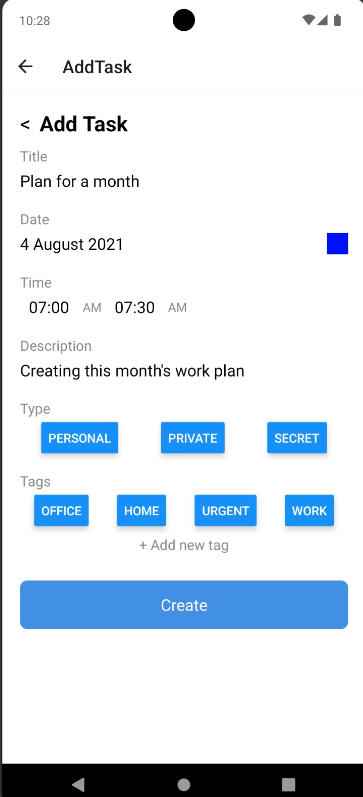 10:28
AddTask
< Add Task
Title
Plan for a month
Date
4 August 2021
Time
07:00 AM 07:30 AM
Description
Creating this month's work plan
Type
PERSONAL PRIVATE SECRET
Tags
OFFICE HOME URGENT WORK
+ Add new tag
Create